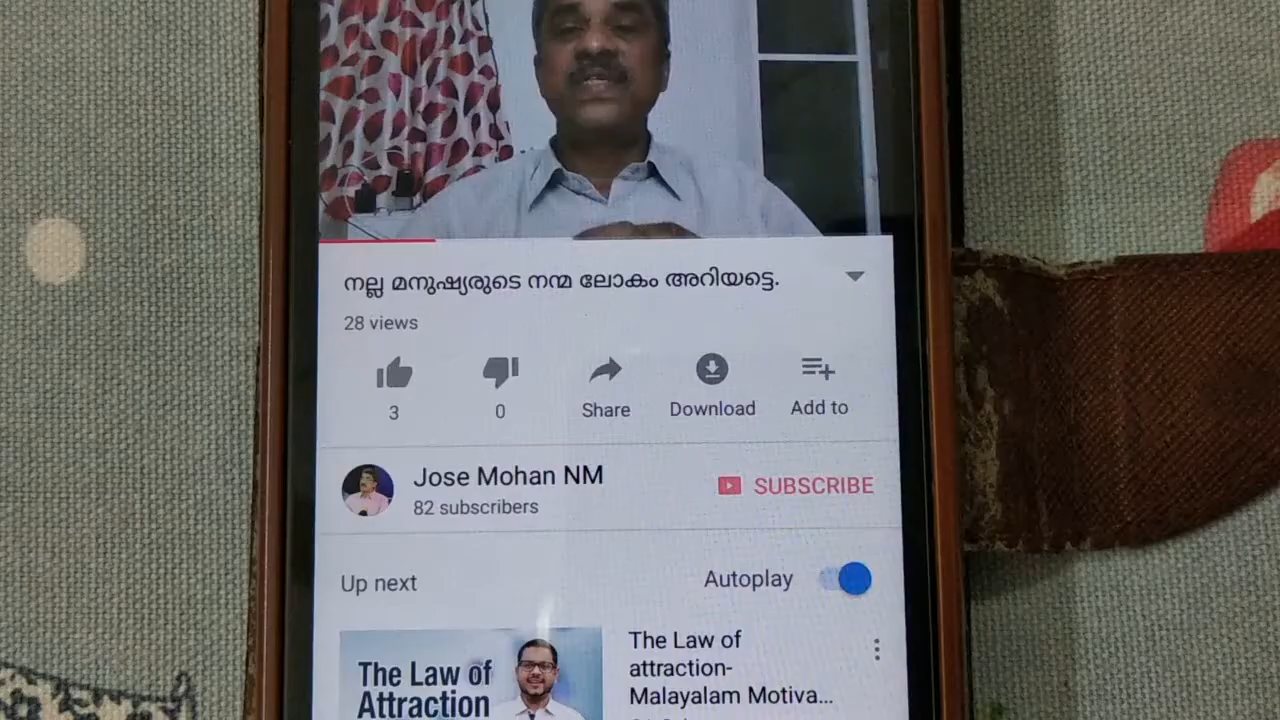 നല്ല മനുഷ്യരുടെ നന്മ ലോകം അറിയട്ടെ.
28 views
3
0
Share
Download
Add to
Jose Mohan NM
82 subscribers
SUBSCRIBE
Up next
Autoplay
The Law of
Attraction
The Law of
attraction-
Malayalam Motiva...